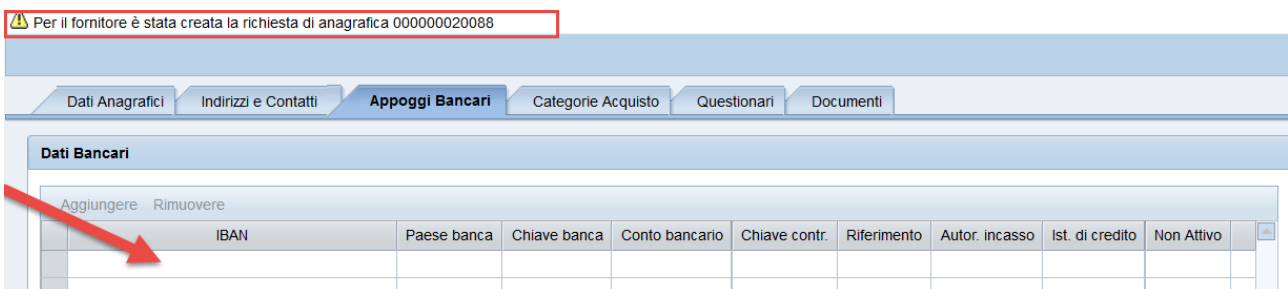 Per il fornitore è stata creata la richiesta di anagrafica 000000020088
Dati Anagrafici Indirizzi e Contatti Appoggi Bancari Categorie Acquisto Questionari Documenti
Dati Bancari
Aggiungere Rimuovere
IBAN Paese banca Chiave banca Conto bancario Chiave contr. Riferimento Autor. incasso Ist. di credito Non Attivo